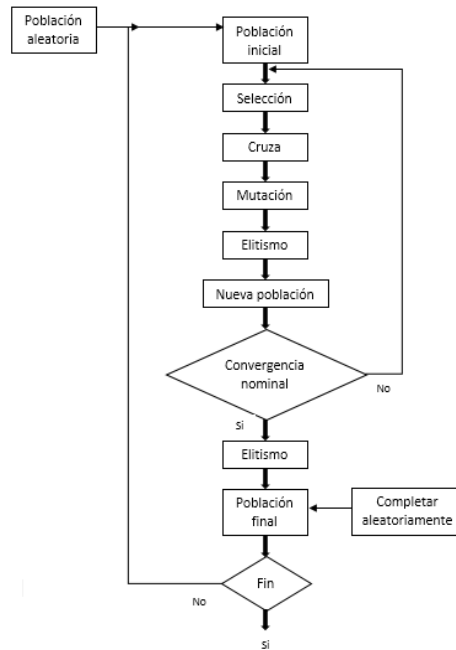 Población
aleatoria
Población
inicial
Selección
Cruza
Mutación
Elitismo
Nueva población
Convergencia
nominal
No
Si
Elitismo
Población
final
Completar
aleatoriamente
Fin
No
Si